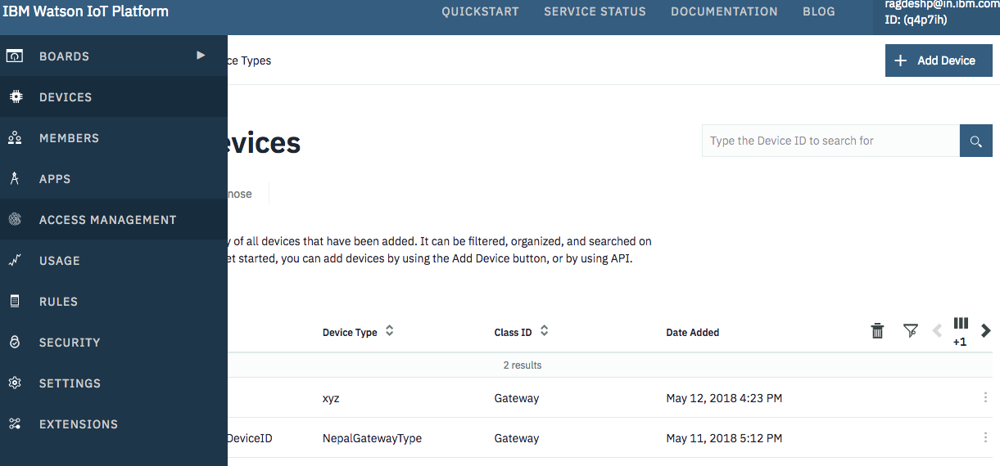 IBM Watson IoT Platform
QUICKSTART SERVICE STATUS DOCUMENTATION BLOG
ragdeshp@in.ibm.com
ID: (q4p7ih)
BOARDS
DEVICES
MEMBERS
APPS
ACCESS MANAGEMENT
USAGE
RULES
SECURITY
SETTINGS
EXTENSIONS
ce Types
Add Device
evices
Type the Device ID to search for
nose
y of all devices that have been added. It can be filtered, organized, and searched on
et started, you can add devices by using the Add Device button, or by using API.
Device Type Class ID Date Added
+1
2 results
xyz Gateway May 12, 2018 4:23 PM
DeviceID NepalGatewayType Gateway May 11, 2018 5:12 PM